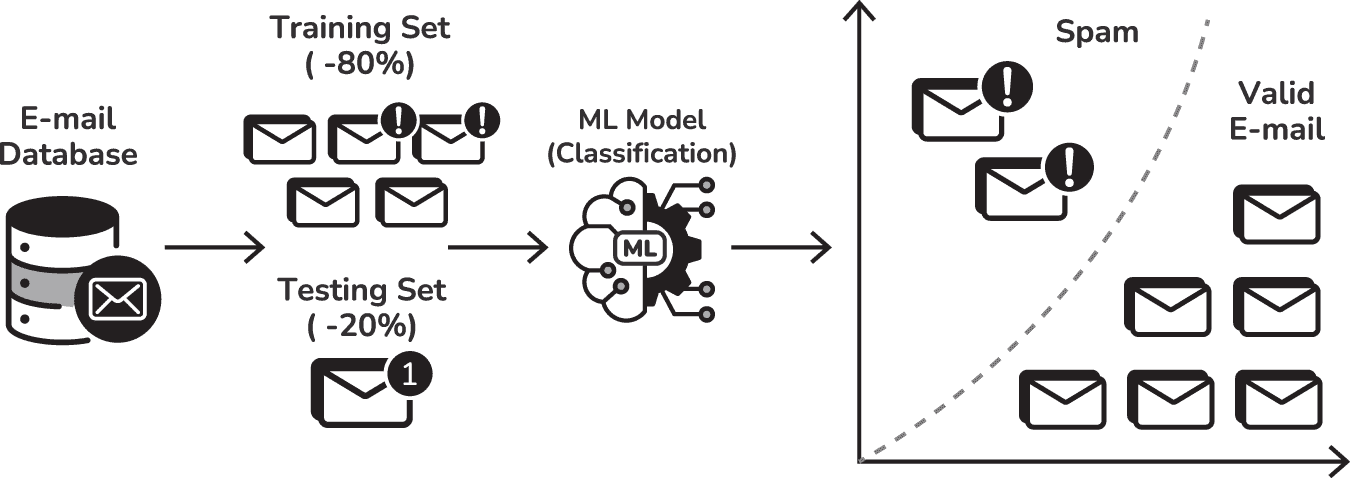 E-mail
Database
Training Set
( -80%)
Testing Set
( -20%)
1
ML Model
(Classification)
ML
Spam
Valid
E-mail